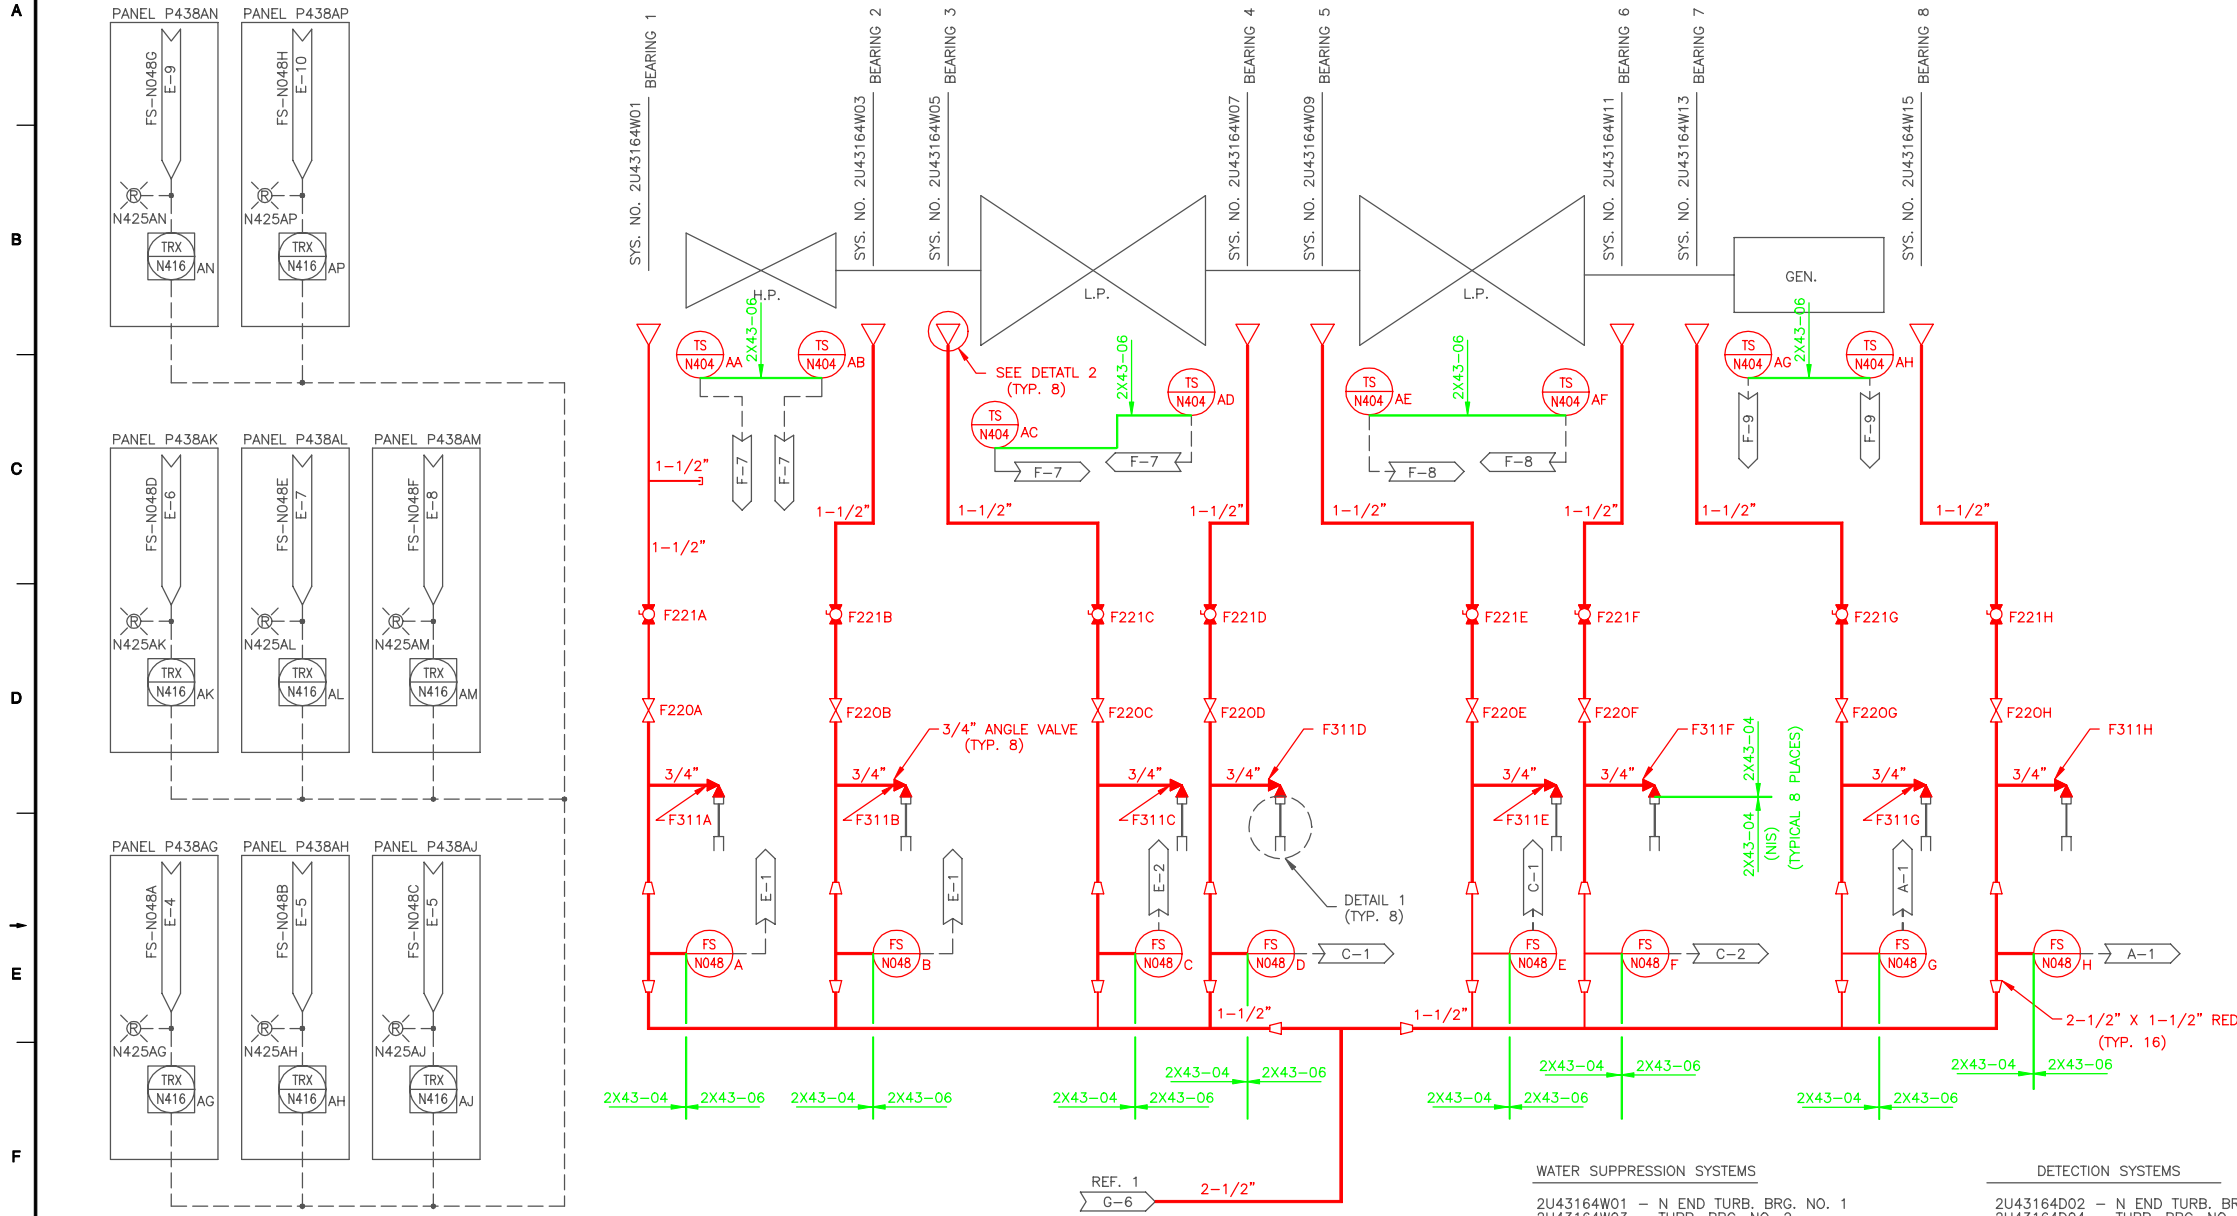 A
B
C
D
E
F
PANEL P438AN
FS-N048G
E-9
R
N425AN
TRX
N416
AN
PANEL P438AP
FS-N048H
E-10
R
N425AP
TRX
N416
AP
PANEL P438AK
FS-N048D
E-6
R
N425AK
TRX
N416
AK
PANEL P438AL
FS-N048E
E-7
R
N425AL
TRX
N416
AL
PANEL P438AM
FS-N048F
E-8
R
N425AM
TRX
N416
AM
PANEL P438AG
FS-N048A
E-4
R
N425AG
TRX
N416
AG
PANEL P438AH
FS-N048B
E-5
R
N425AH
TRX
N416
AH
PANEL P438AJ
FS-N048C
E-5
R
N425AJ
TRX
N416
AJ
SYS. NO. 2U43164W01
BEARING 1
SYS. NO. 2U43164W03
BEARING 2
SYS. NO. 2U43164W05
BEARING 3
SYS. NO. 2U43164W07
BEARING 4
SYS. NO. 2U43164W09
BEARING 5
SYS. NO. 2U43164W11
BEARING 6
SYS. NO. 2U43164W13
BEARING 7
SYS. NO. 2U43164W15
BEARING 8
H.P.
L.P.
L.P.
GEN.
TS
N404
AA
2X43-06
TS
N404
AB
SEE DETATL 2
(TYP. 8)
TS
N404
AC
2X43-06
TS
N404
AD
TS
N404
AE
2X43-06
TS
N404
AF
TS
N404
AG
2X43-06
TS
N404
AH
F-7
F-7
F-7
F-7
F-8
F-8
F-9
F-9
1-1/2"
1-1/2"
1-1/2"
1-1/2"
1-1/2"
1-1/2"
1-1/2"
1-1/2"
1-1/2"
F221A
F221B
F221C
F221D
F221E
F221F
F221G
F221H
F220A
F220B
F220C
F220D
F220E
F220F
F220G
F220H
3/4" ANGLE VALVE
(TYP. 8)
F311D
F311F
F311H
3/4"
3/4"
3/4"
3/4"
3/4"
3/4"
3/4"
3/4"
F311A
F311B
F311C
F311E
F311G
2X43-04
2X43-04
(NIS)
(TYPICAL 8 PLACES)
DETAIL 1
(TYP. 8)
E-1
E-1
E-2
C-1
C-1
C-2
A-1
A-1
FS
N048
A
FS
N048
B
FS
N048
C
FS
N048
D
FS
N048
E
FS
N048
F
FS
N048
G
FS
N048
H
1-1/2"
1-1/2"
2-1/2" X 1-1/2" RED
(TYP. 16)
2X43-04 2X43-06
2X43-04 2X43-06
2X43-04 2X43-06
2X43-04 2X43-06
2X43-04 2X43-06
2X43-04 2X43-06
2X43-04 2X43-06
2X43-04 2X43-06
REF. 1
G-6
2-1/2"
WATER SUPPRESSION SYSTEMS
2U43164W01 - N END TURB. BRG. NO. 1
2U43164W03 - TURB. BRG. NO. 2
DETECTION SYSTEMS
2U43164D02 - N END TURB.
2U43164D04 - TURB. BRG. NO.